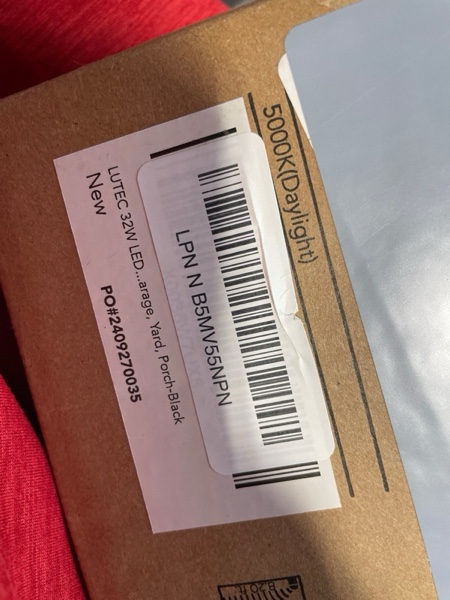 5000K(Daylight)
LPN N B5MV55NPN
LUTEC 32W LED...arage, Yard, Porch-Black
New
PO#2409270035